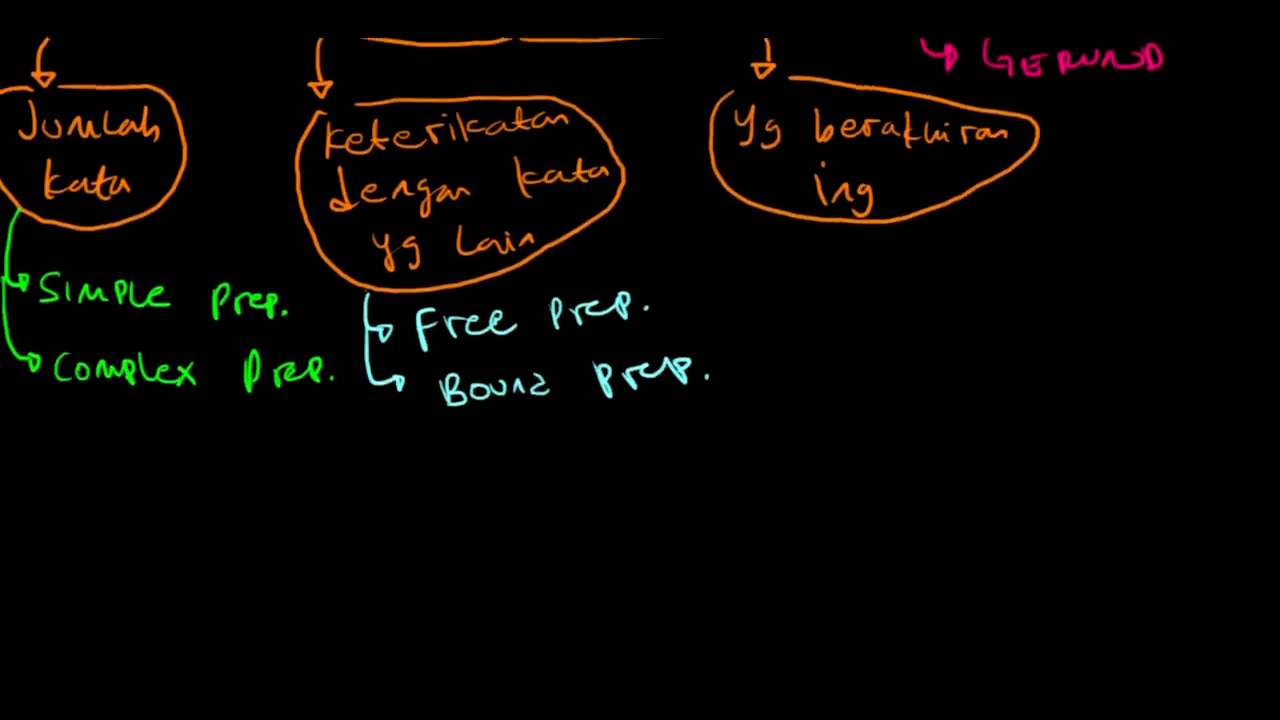 GERUND
Jumlah
kata
keterikatan
dengan kata
yg lain
Yg berakhiran
ing
Simple prep.
Complex prep.
Free prep.
Bound prep.